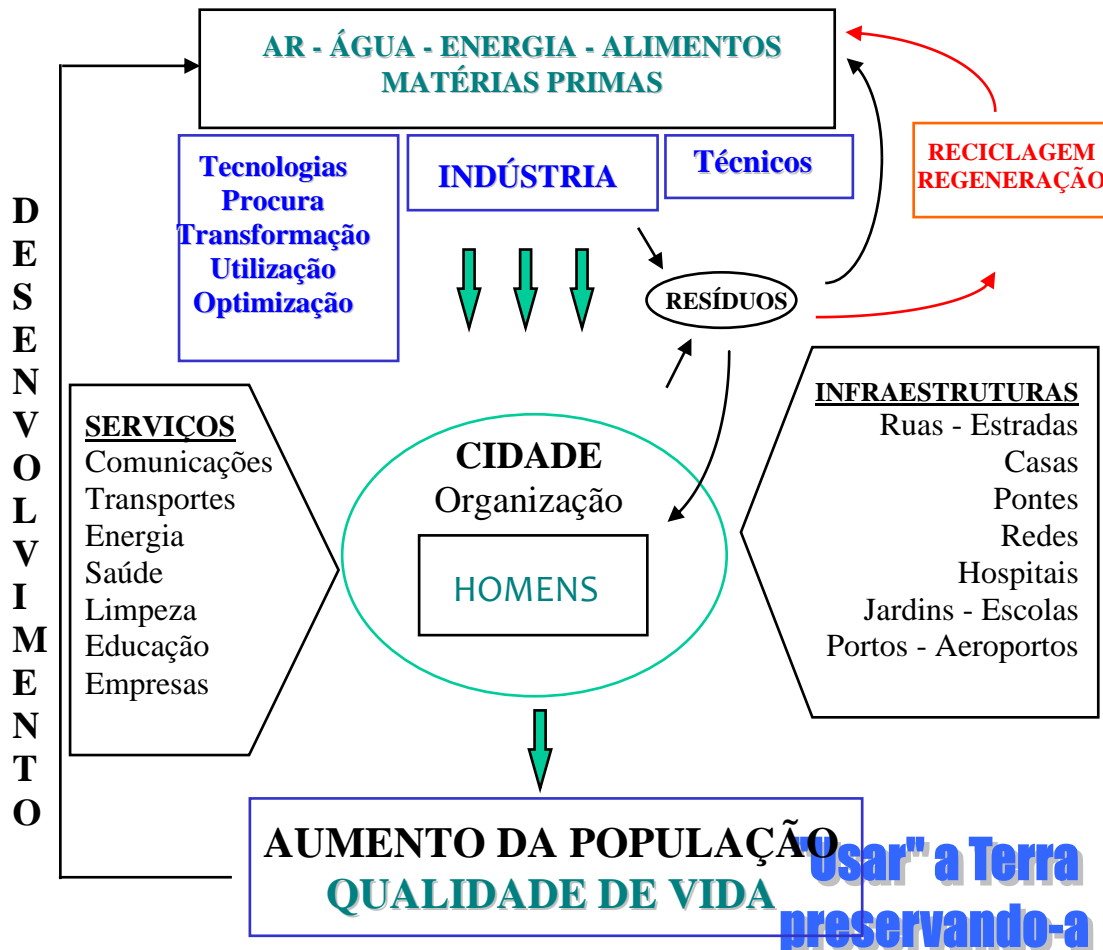 AR - ÁGUA - ENERGIA - ALIMENTOS
MATÉRIAS PRIMAS
Tecnologias
Procura
Transformação
Utilização
Optimização
INDÚSTRIA
Técnicos
RECICLAGEM
REGENERAÇÃO
RESÍDUOS
DESENVOLVIMENTO
SERVIÇOS
Comunicações
Transportes
Energia
Saúde
Limpeza
Educação
Empresas
CIDADE
Organização
HOMENS
INFRAESTRUTURAS
Ruas - Estradas
Casas
Pontes
Redes
Hospitais
Jardins - Escolas
Portos - Aeroportos
AUMENTO DA POPULAÇÃO
QUALIDADE DE VIDA
"Usar" a Terra
preservando-a